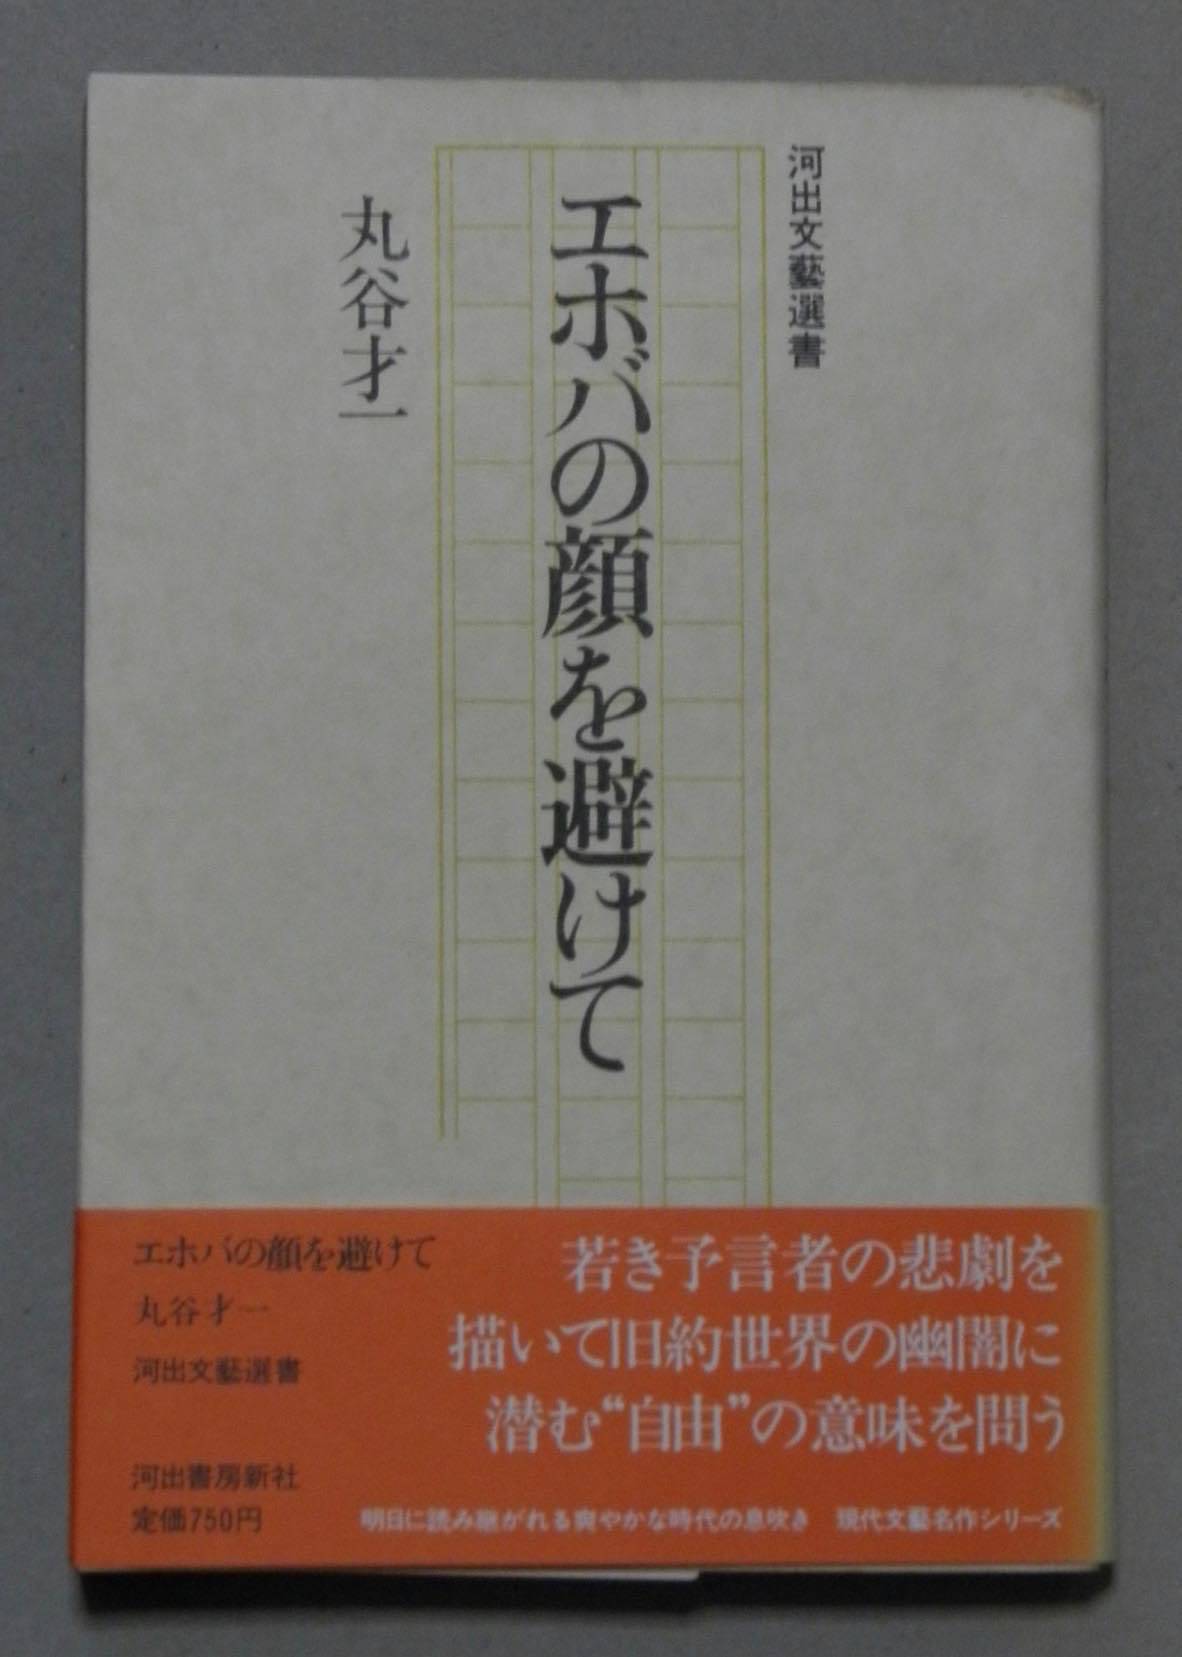 河出文藝選書
エホバの顔を避けて
丸谷才一
若き予言者の悲劇を
描いて旧約世界の幽闇に
潜む“自由”の意味を問う
エホバの顔を避けて
丸谷才一
河出文藝選書
河出書房新社
定価750円
明日に読み継がれる爽やかな時代の息吹き 現代文藝名作シリーズ